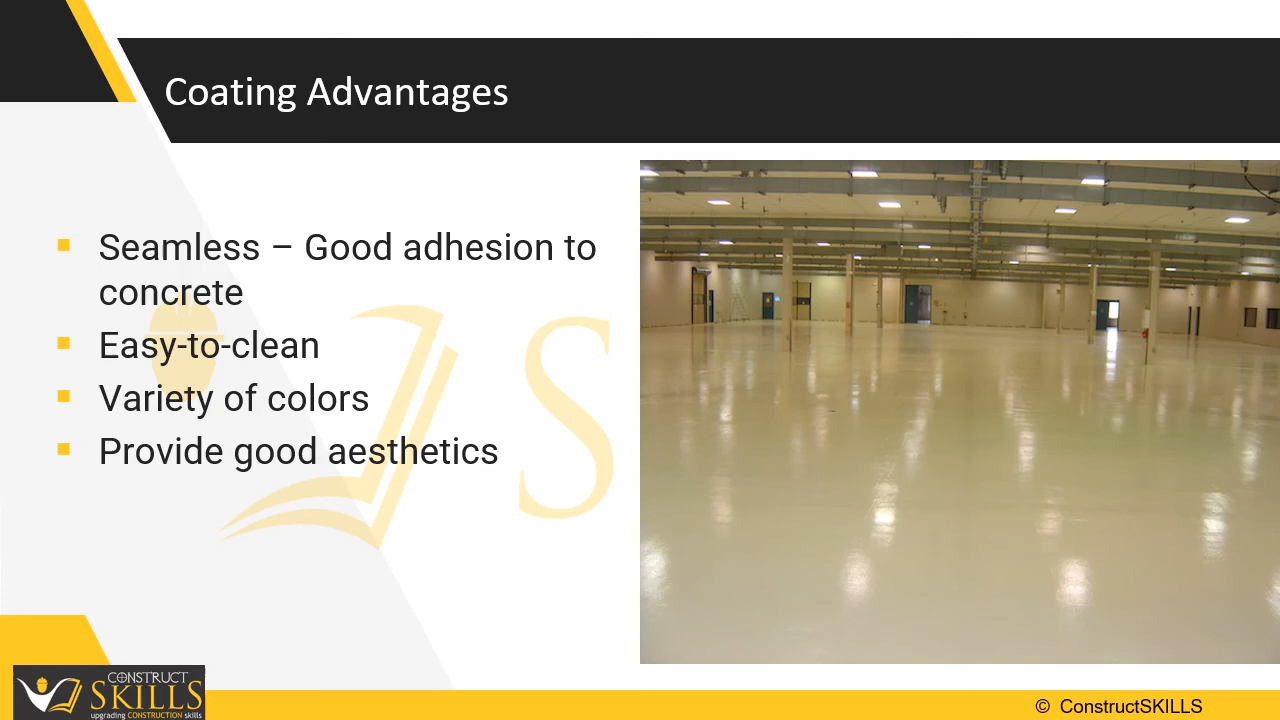 Coating Advantages
Seamless – Good adhesion to
concrete
Easy-to-clean
Variety of colors
Provide good aesthetics
S
CONSTRUCT
SKILLS
upgrading CONSTRUCTION skills
© ConstructSKILLS